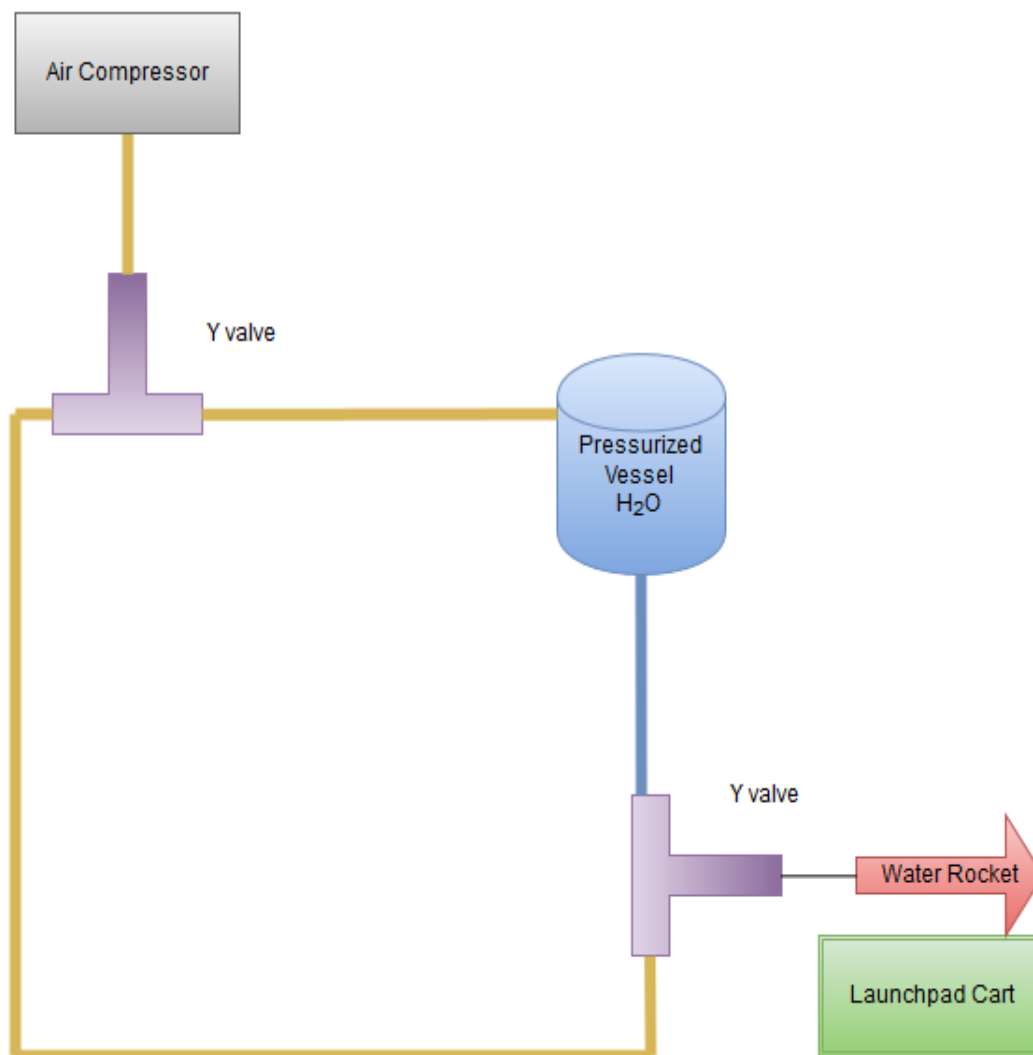 Air Compressor
Y valve
Pressurized
Vessel
H₂O
Y valve
Water Rocket
Launchpad Cart